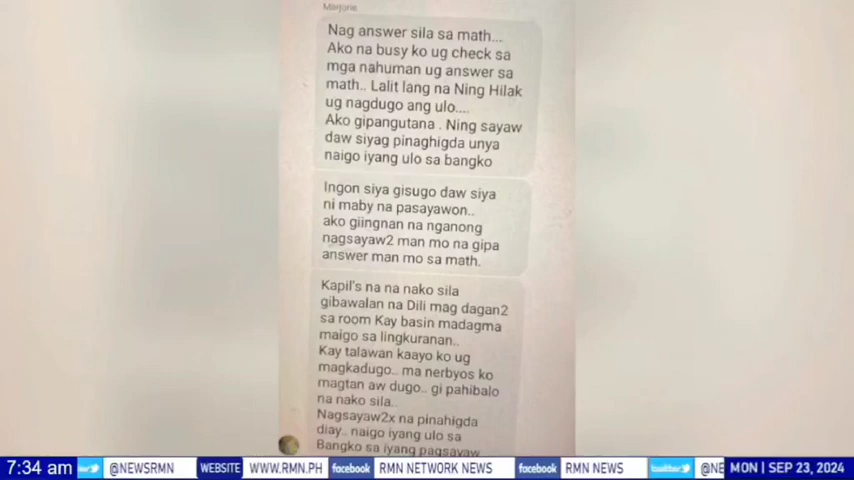 Marjorie
Nag answer sila sa math...
Ako na busy ko ug check sa
mga nahuman ug answer sa
math.. Lalit lang na Ning Hilak
ug nagdugo ang ulo....
Ako gipangutana . Ning sayaw
daw siyag pinaghigda unya
naigo iyang ulo sa bangko
Ingon siya gisugo daw siya
ni maby na pasayawon..
ako giingnan na nganong
nagsayaw2 man mo na gipa
answer man mo sa math.
Kapil's na na nako sila
gibawalan na Dili mag dagan2
sa room Kay basin madagma
maigo sa lingkuranan..
Kay talawan kaayo ko ug
magkadugo.. ma nerbyos ko
magtan aw dugo.. gi pahibalo
na nako sila..
Nagsayaw2x na pinahigda
diay.. naigo iyang ulo sa
Bangko sa iyang pagsayaw
7:34 am twitter @NEWSRMN WEBSITE WWW.RMN.PH facebook RMN NETWORK NEWS facebook RMN NEWS twitter @NE MON | SEP 23, 2024